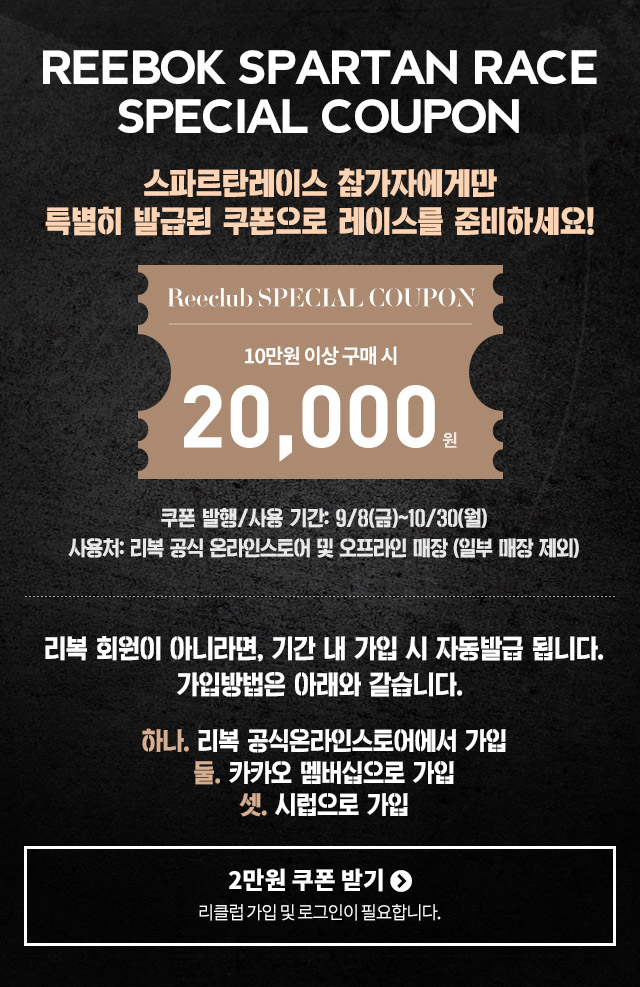 REEBOK SPARTAN RACE
SPECIAL COUPON
스파르탄레이스 참가자에게만
특별히 발급된 쿠폰으로 레이스를 준비하세요!
Reeclub SPECIAL COUPON
10만원 이상 구매 시
20,000원
쿠폰 발행/사용 기간: 9/8(금)~10/30(월)
사용처: 리복 공식 온라인스토어 및 오프라인 매장 (일부 매장 제외)
리복 회원이 아니라면, 기간 내 가입 시 자동발급 됩니다.
가입방법은 아래와 같습니다.
하나. 리복 공식온라인스토어에서 가입
둘. 카카오 멤버십으로 가입
셋. 시럽으로 가입
2만원 쿠폰 받기
리클럽 가입 및 로그인이 필요합니다.